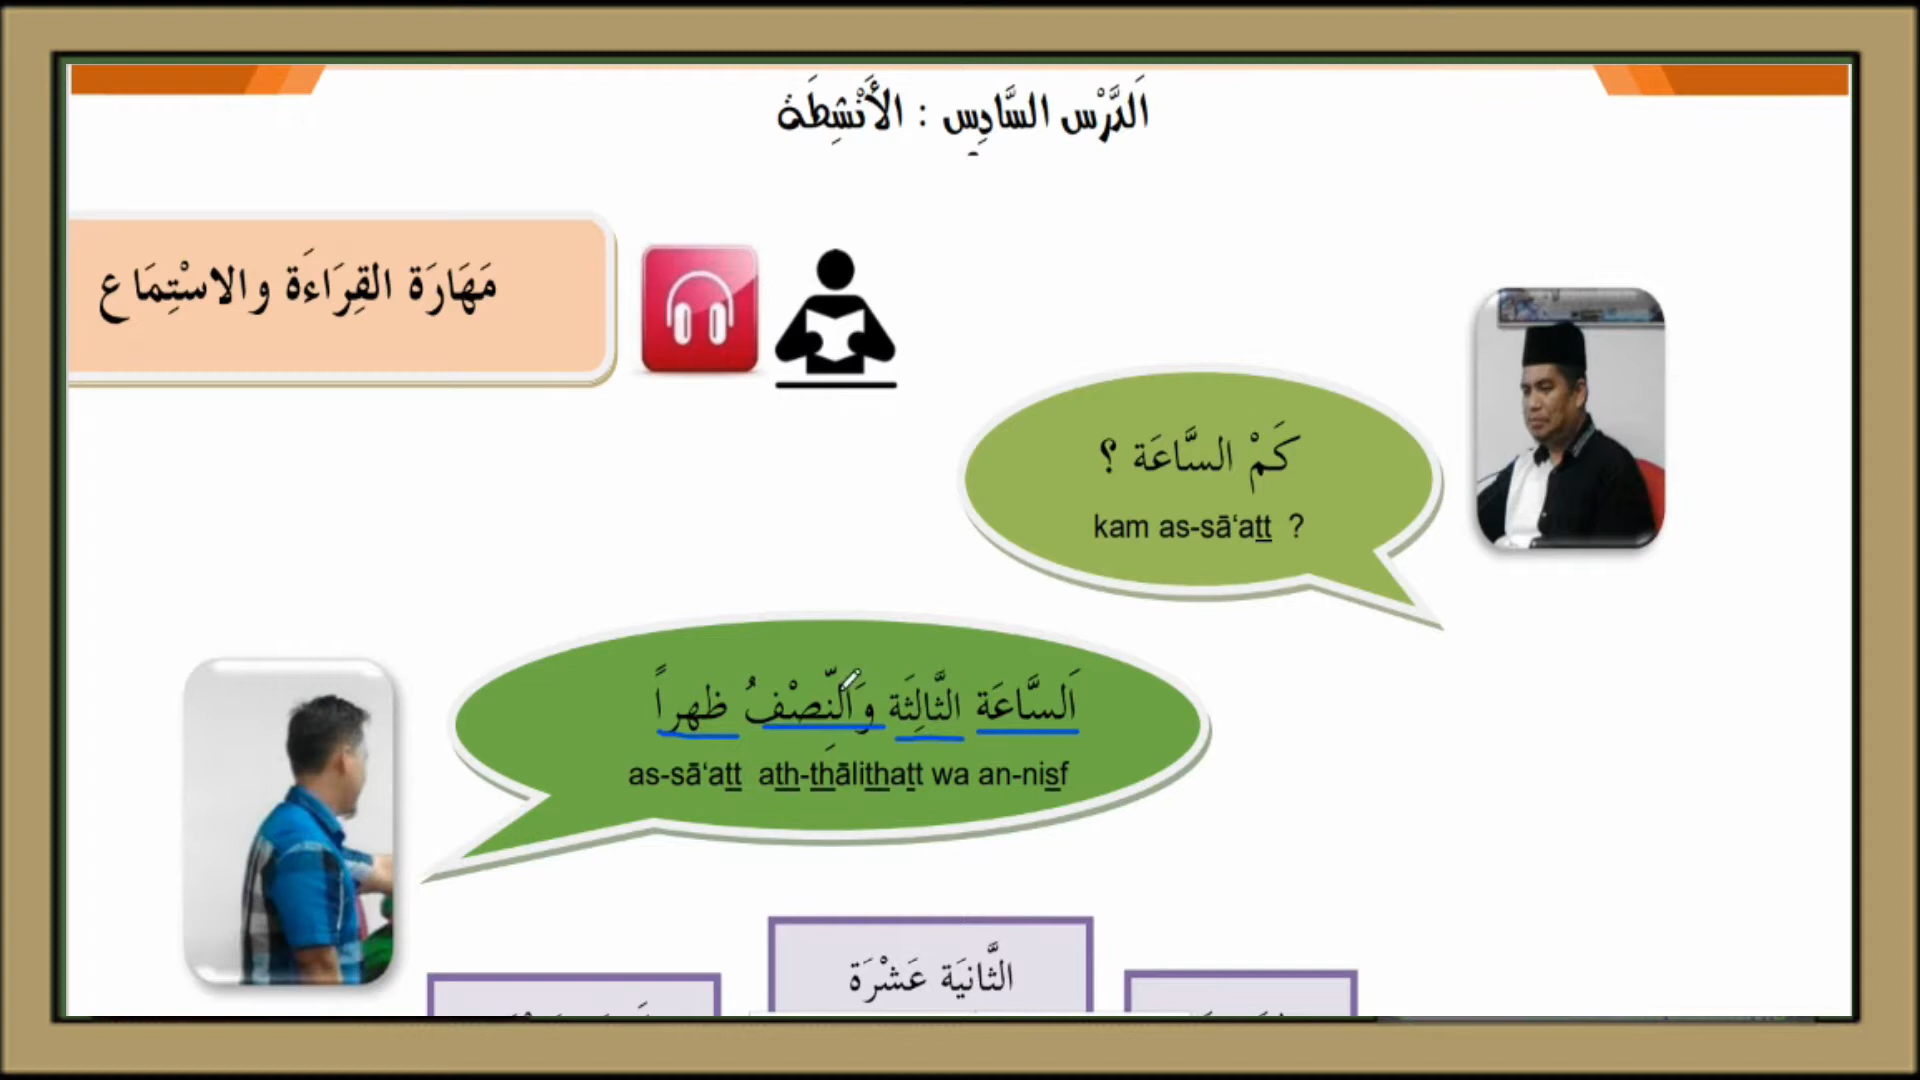 اَلدَّرْس السَّادِس : الأَنْشِطَة
مَهَارَة القِرَاءَة والاسْتِمَاع
كَمْ السَّاعَة ؟
kam as-sā‘att ?
اَلسَّاعَة الثَّالِثَة وَالنِّصْفُ ظهراً
as-sā‘att ath-thālithatt wa an-nisf
الثَّانِيَة عَشْرَة